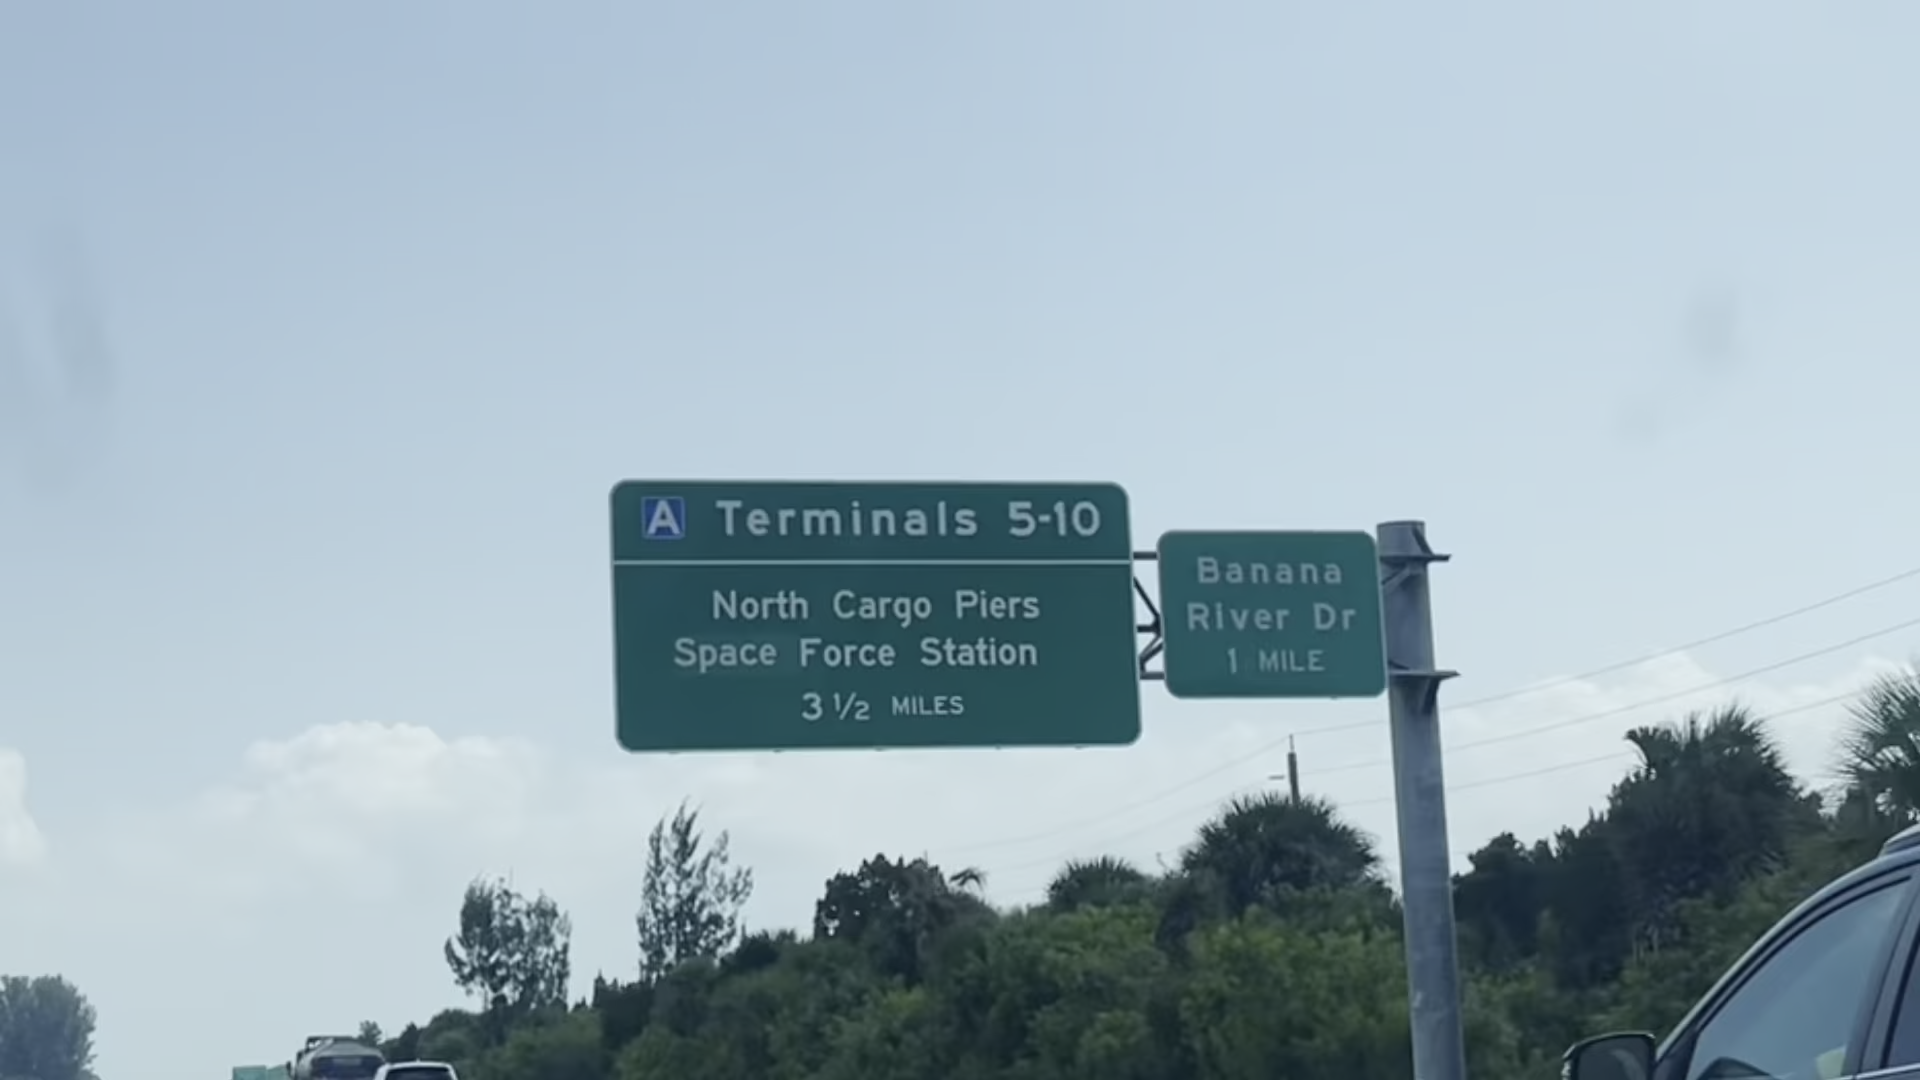 A Terminals 5-10
North Cargo Piers
Space Force Station
3 1/2 MILES
Banana
River Dr
1 MILE